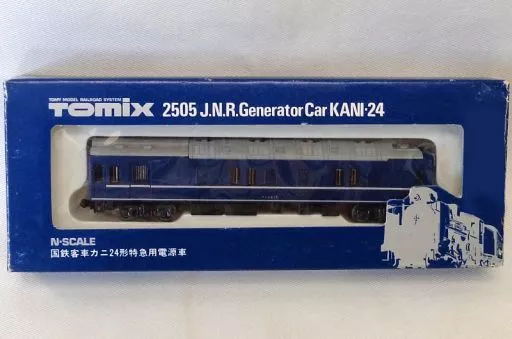 TOMY MODEL RAILROAD SYSTEM
TOMIX 2505 J.N.R.Generator Car KANI·24
N-SCALE
国鉄客車カニ24形特急用電源車